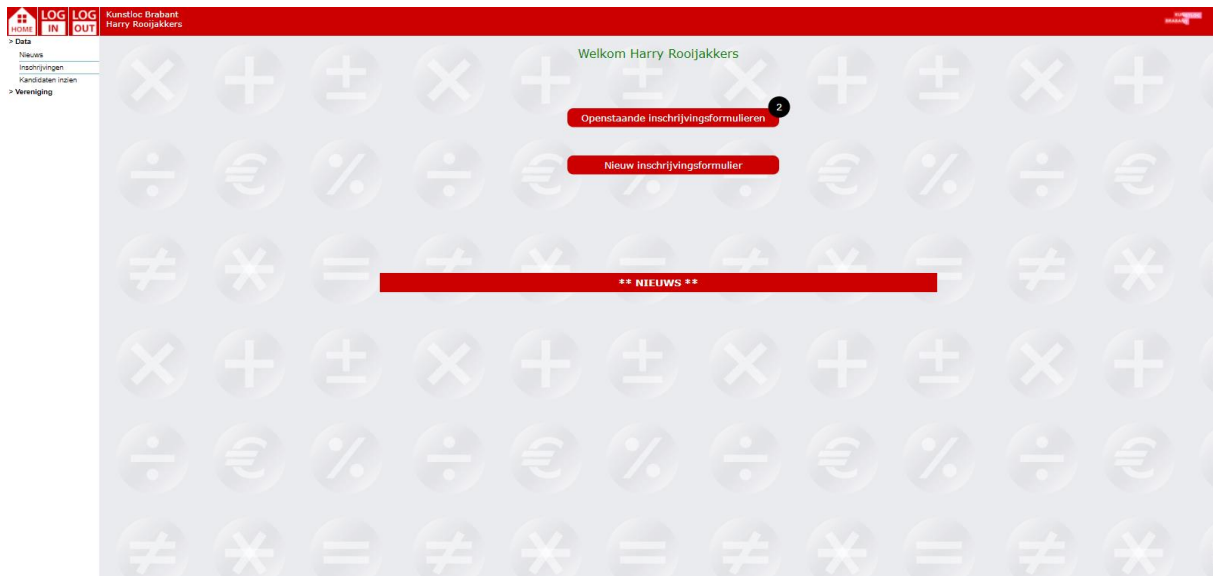 HOME
LOG IN
LOG OUT
Kunstloc Brabant
Harry Rooijakkers
> Data
Nieuws
Inschrijvingen
Kandidaten inzien
> Vereniging
Welkom Harry Rooijakkers
2
Openstaande inschrijvingsformulieren
Nieuw inschrijvingsformulier
** NIEUWS **